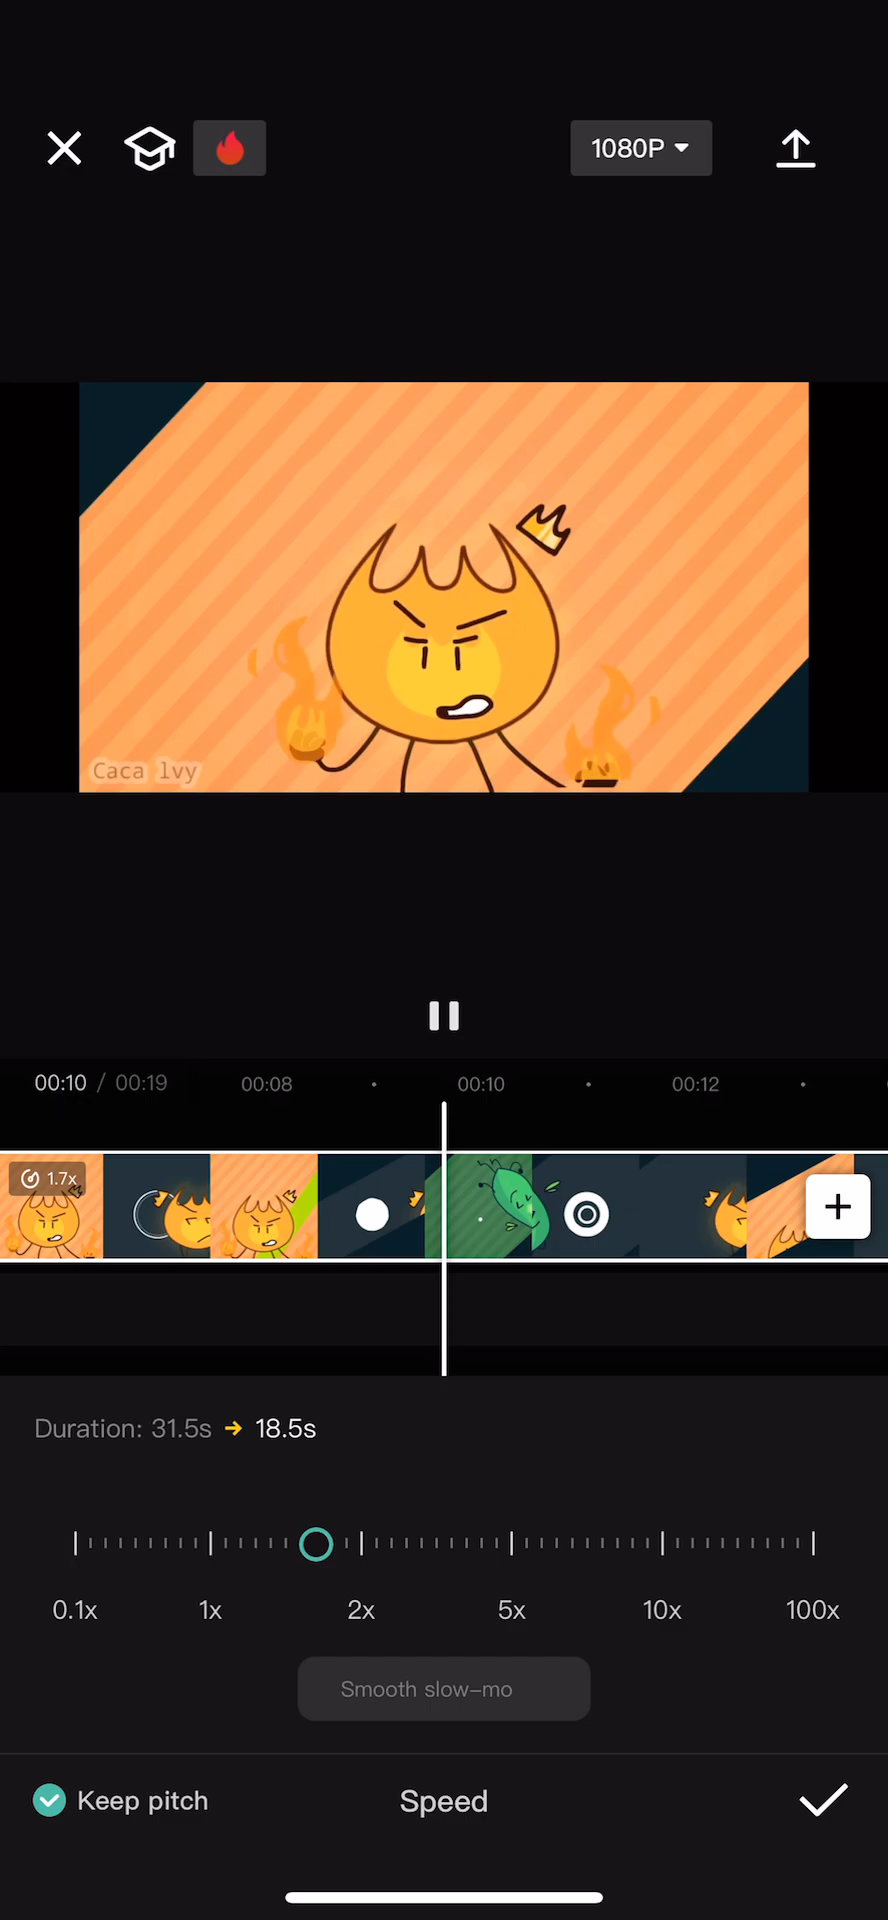 1080P
Caca lvy
00:10 / 00:19
00:08
00:10
00:12
1.7x
Duration: 31.5s → 18.5s
0.1x
1x
2x
5x
10x
100x
Smooth slow-mo
Keep pitch
Speed